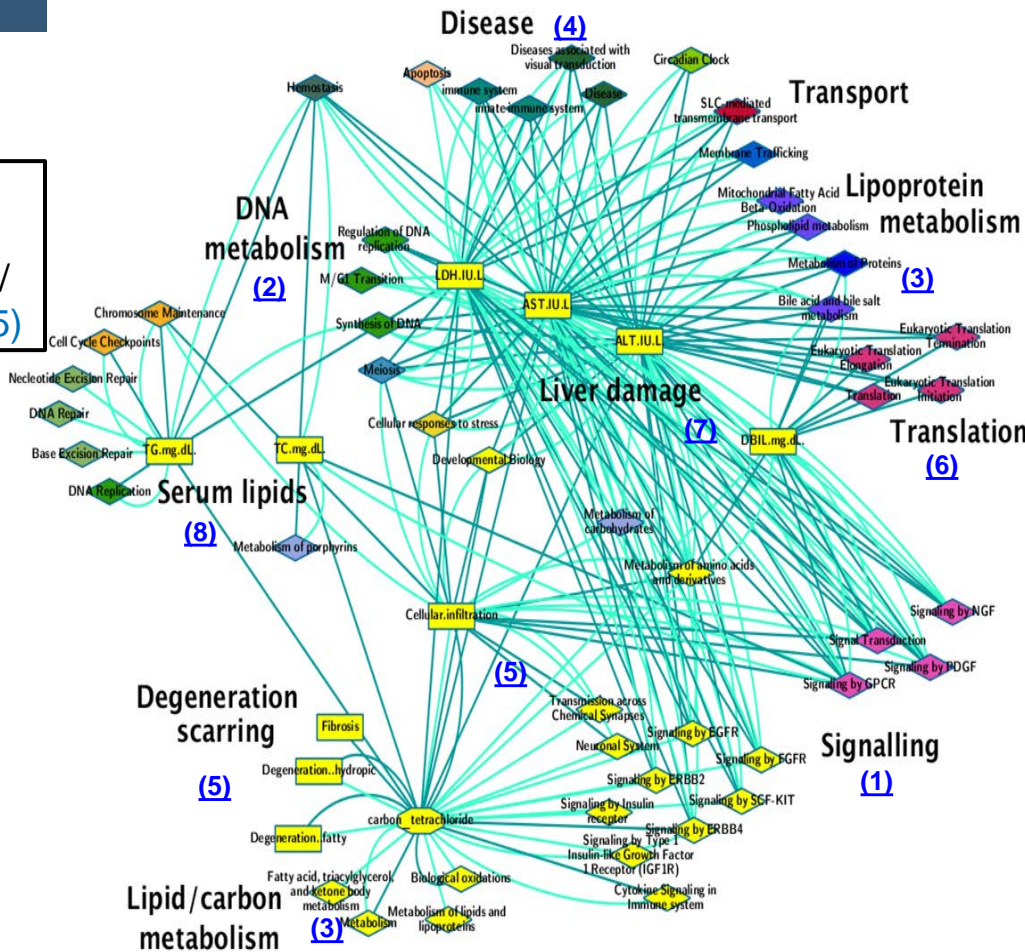 Disease
(4)
Diseases associated with
visual transduction
Circadian Clock
Apoptosis
Hemostasis
immune system
innate immune system
Disease
SLC-mediated
transmembrane transport
Transport
Membrane Trafficking
Mitochondrial Fatty Acid
Beta-Oxidation
Phospholipid metabolism
Lipoprotein
metabolism
(3)
Metabolism of Proteins
Bile acid and bile salt
metabolism
DNA
metabolism
(2)
Regulation of DNA
replication
M/G1 Transition
Synthesis of DNA
Meiosis
LDH.IU.L.
AST.IU.L
ALT.IU.L.
/
5)
Chromosome Maintenance
Cell Cycle Checkpoints
Necleotide Excision Repair
DNA Repair
Base Excision Repair
DNA Replication
TG.mg.dL.
TC.mg.dL.
Serum lipids
(8)
Metabolism of porphyrins
Cellular responses to stress
Developmental Biology
Liver damage
(7)
DBIL.mg.dL.
Eukaryotic Translation
Termination
Eukaryotic Translation
Elongation
Eukaryotic Translation
Initiation
Translation
Translation
(6)
Metabolism of
carbohydrates
Metabolism of amino acids
and derivatives
Cellular.infiltration
(5)
Signaling by NGF
Signal Transduction
Signaling by PDGF
Signaling by GPCR
Signalling
(1)
Degeneration
scarring
(5)
Fibrosis
Degeneration..hydropic
Degeneration..fatty
carbon_tetrachloride
Transmission across
Chemical Synapses
Neuronal System
Signaling by EGFR
Signaling by FGFR
Signaling by ERBB2
Signaling by SCF-KIT
Signaling by Insulin
receptor
Signaling by ERBB4
Signaling by Type 1
Insulin-like Growth Factor
1 Receptor (IGF1R)
Cytokine Signaling in
Immune system
Lipid/carbon
metabolism
(3)
Fatty acid, triacylglycerol,
and ketone body
metabolism
Metabolism
Biological oxidations
Metabolism of lipids and
lipoproteins